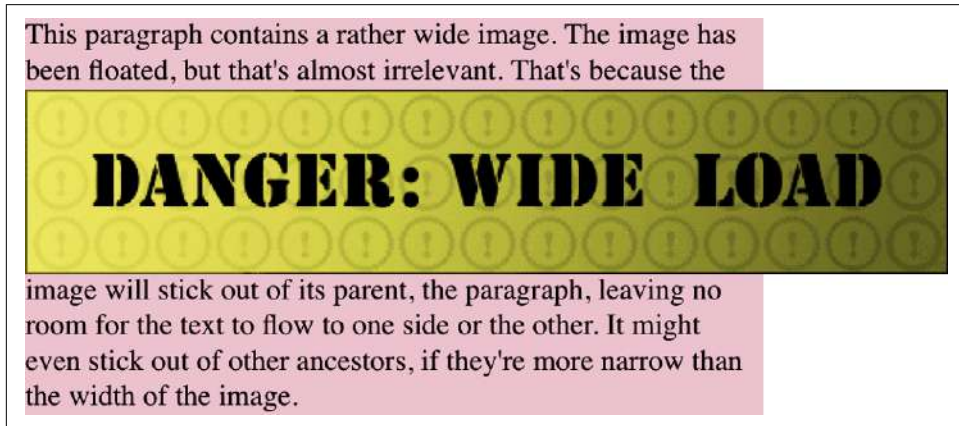 This paragraph contains a rather wide image. The image has
been floated, but that's almost irrelevant. That's because the
DANGER: WIDE LOAD
image will stick out of its parent, the paragraph, leaving no
room for the text to flow to one side or the other. It might
even stick out of other ancestors, if they're more narrow than
the width of the image.